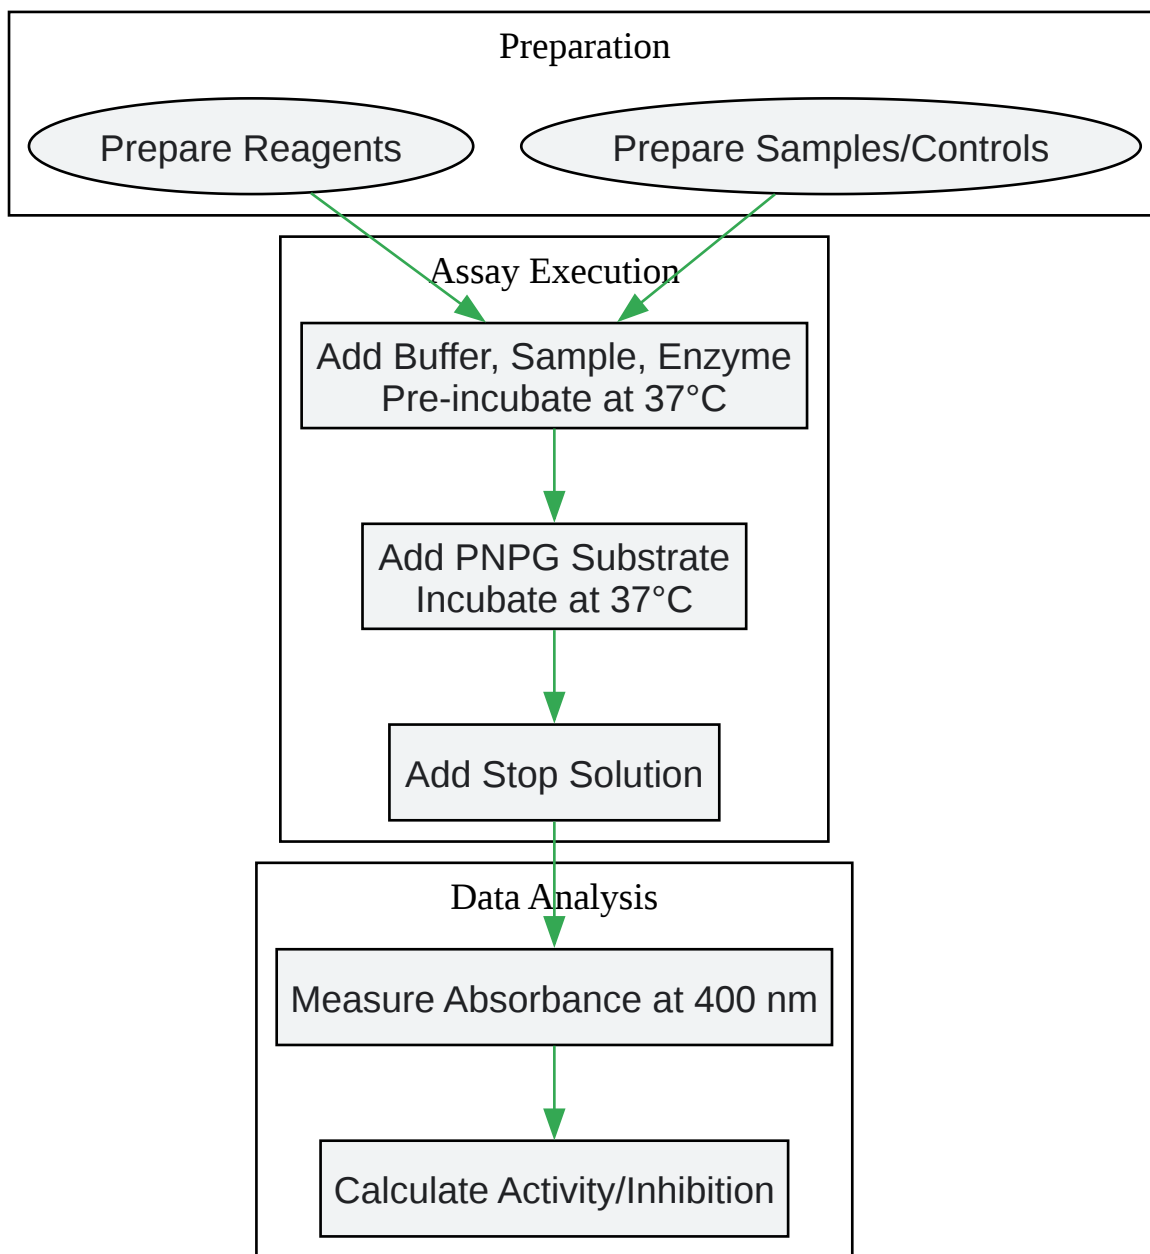 Preparation
Prepare Reagents
Prepare Samples/Controls
Assay Execution
Add Buffer, Sample, Enzyme
Pre-incubate at 37°C
Add PNPG Substrate
Incubate at 37°C
Add Stop Solution
Data Analysis
Measure Absorbance at 400 nm
Calculate Activity/Inhibition